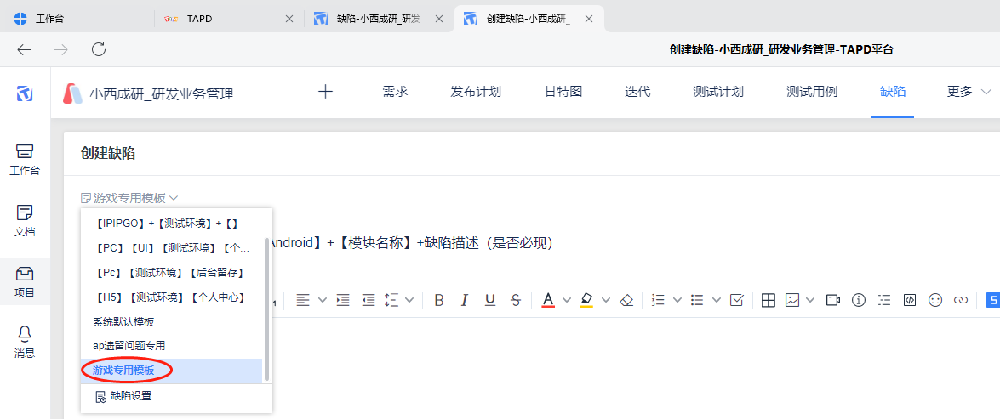 工作台
TAPD
缺陷-小西成研_研发
创建缺陷-小西成研_
创建缺陷-小西成研_研发业务管理-TAPD平台
小西成研_研发业务管理
需求
发布计划
甘特图
迭代
测试计划
测试用例
缺陷
更多
工作台
文档
项目
消息
创建缺陷
游戏专用模板
【IPIPGO】+【测试环境】+【】
【PC】【UI】【测试环境】【个...
【Pc】【测试环境】【后台留存】
【H5】【测试环境】【个人中心】
系统默认模板
ap遗留问题专用
游戏专用模板
缺陷设置
Android】+【模块名称】+缺陷描述（是否必现）
B I U S A
S